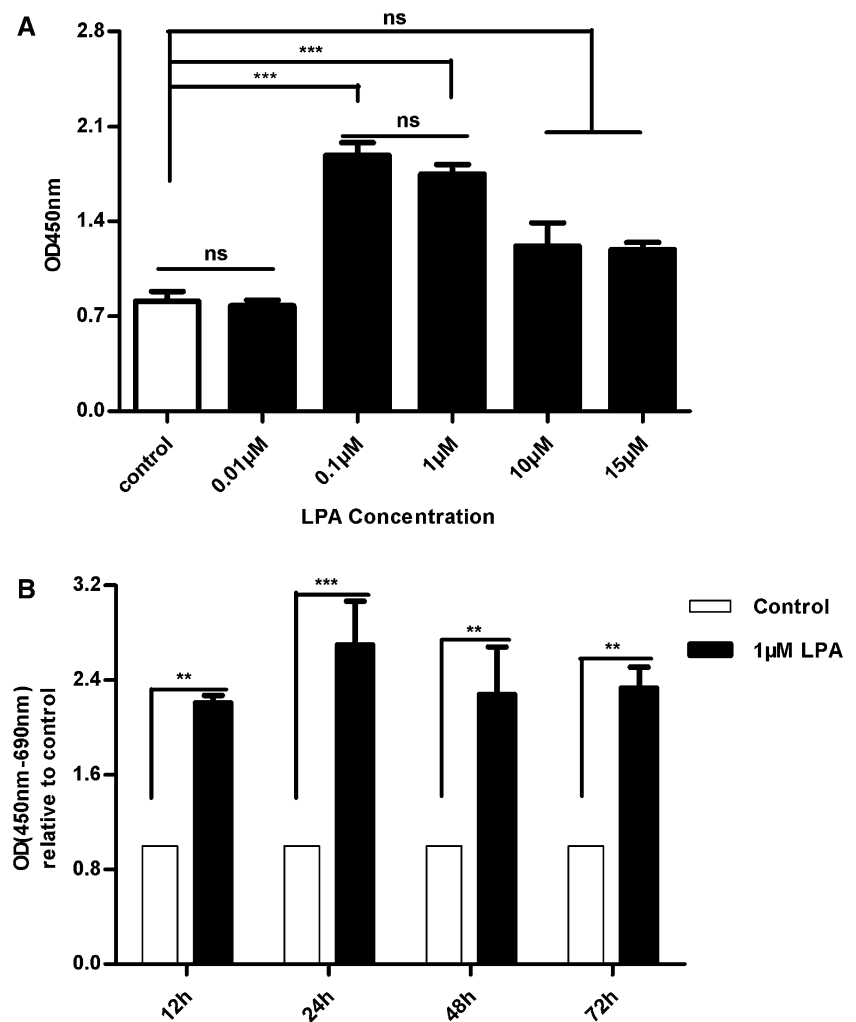 A
ns
2.8
***
***
ns
2.1
1.4
ns
0.7
0.0
OD450nm
control
0.01µM
0.1µM
1µM
10µM
15µM
LPA Concentration
B
3.2
***
Control
1µM LPA
**
**
**
2.4
1.6
0.8
0.0
OD(450nm-690nm)
relative to control
12h
24h
48h
72h